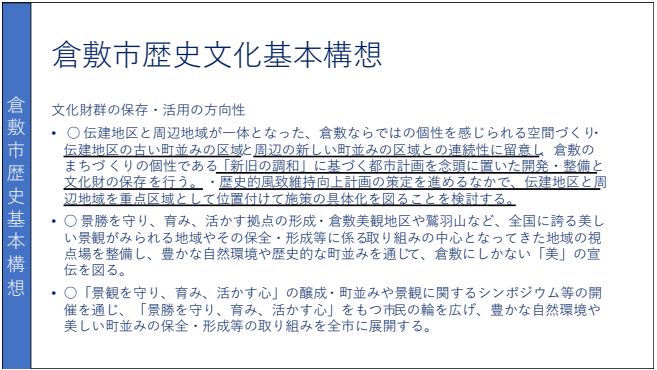 倉敷市歴史文化基本構想
倉敷市歴史基本構想
文化財群の保存・活用の方向性
• 〇伝建地区と周辺地域が一体となった、倉敷ならではの個性を感じられる空間づくり・
伝建地区の古い町並みの区域と周辺の新しい町並みの区域との連続性に留意し、倉敷の
まちづくりの個性である「新旧の調和」に基づく都市計画を念頭に置いた開発・整備と
文化財の保存を行う。 ・歴史的風致維持向上計画の策定を進めるなかで、伝建地区と周
辺地域を重点区域として位置付けて施策の具体化を図ることを検討する。
• 〇景勝を守り、育み、活かす拠点の形成・倉敷美観地区や鷲羽山など、全国に誇る美し
い景観がみられる地域やその保全・形成等に係る取り組みの中心となってきた地域の視
点場を整備し、豊かな自然環境や歴史的な町並みを通じて、倉敷にしかない「美」の宣
伝を図る。
• 〇「景観を守り、育み、活かす心」の醸成・町並みや景観に関するシンポジウム等の開
催を通じ、「景勝を守り、育み、活かす心」をもつ市民の輪を広げ、豊かな自然環境や
美しい町並みの保全・形成等の取り組みを全市に展開する。